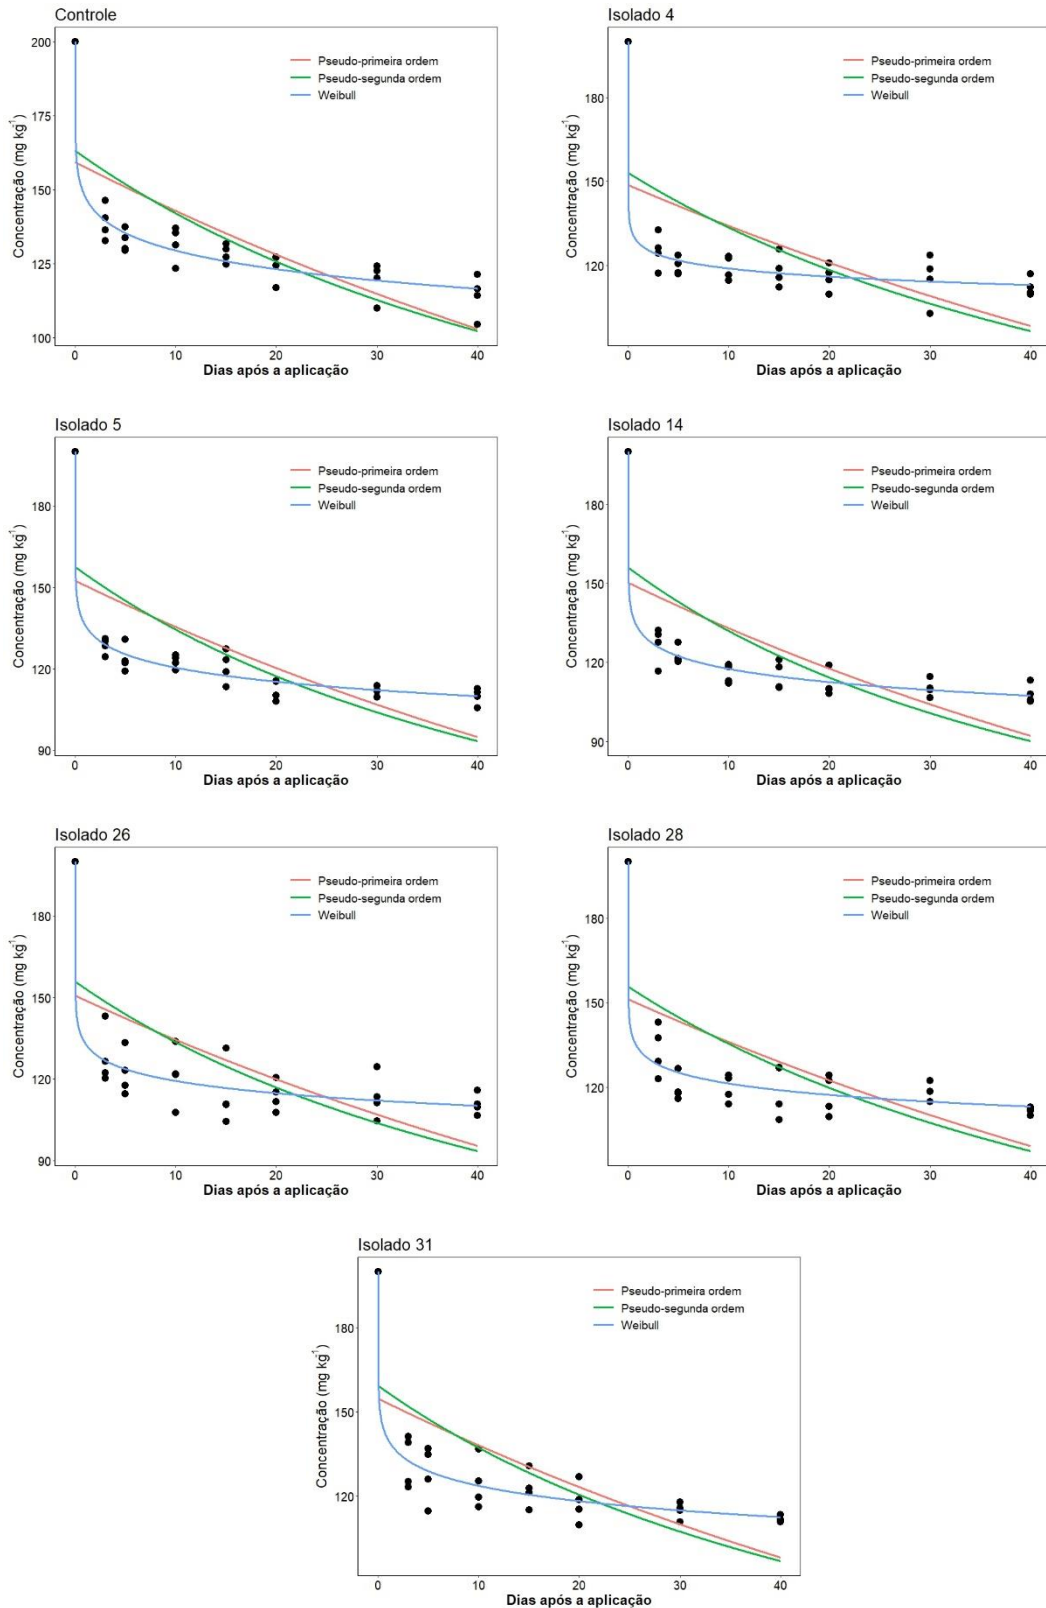 Controle
Concentração (mg kg⁻¹)
200
175
150
125
100
Pseudo-primeira ordem
Pseudo-segunda ordem
Weibull
0 10 20 30 40
Dias após a aplicação
Isolado 4
Concentração (mg kg⁻¹)
180
150
120
Pseudo-primeira ordem
Pseudo-segunda ordem
Weibull
0 10 20 30 40
Dias após a aplicação
Isolado 5
Concentração (mg kg⁻¹)
180
150
120
90
Pseudo-primeira ordem
Pseudo-segunda ordem
Weibull
0 10 20 30 40
Dias após a aplicação
Isolado 14
Concentração (mg kg⁻¹)
180
150
120
90
Pseudo-primeira ordem
Pseudo-segunda ordem
Weibull
0 10 20 30 40
Dias após a aplicação
Isolado 26
Concentração (mg kg⁻¹)
180
150
120
90
Pseudo-primeira ordem
Pseudo-segunda ordem
Weibull
0 10 20 30 40
Dias após a aplicação
Isolado 28
Concentração (mg kg⁻¹)
180
150
120
Pseudo-primeira ordem
Pseudo-segunda ordem
Weibull
0 10 20 30 40
Dias após a aplicação
Isolado 31
Concentração (mg kg⁻¹)
180
150
120
Pseudo-primeira ordem
Pseudo-segunda ordem
Weibull
0 10 20 30 40
Dias após a aplicação